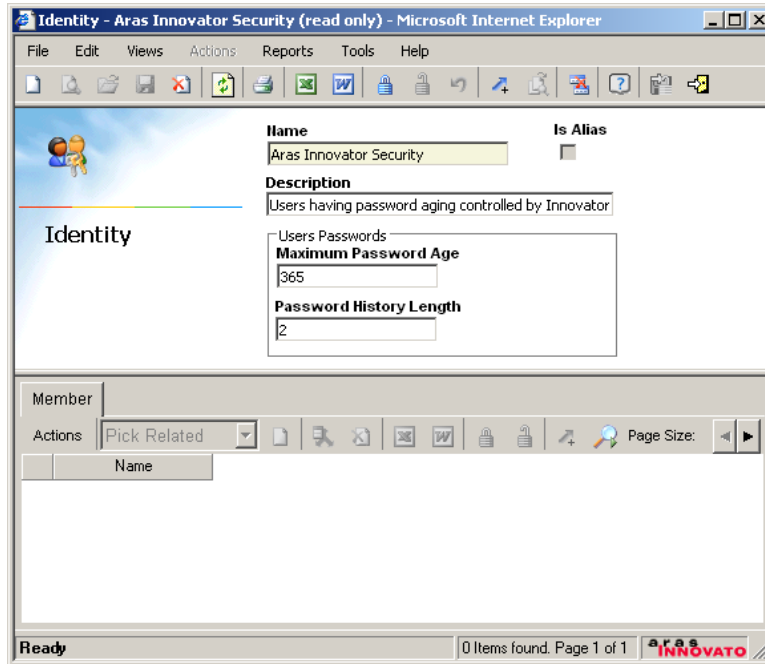 Identity - Aras Innovator Security (read only) - Microsoft Internet Explorer
File Edit Views Actions Reports Tools Help
Name
Is Alias
Aras Innovator Security
Description
Users having password aging controlled by Innovator
Identity
Users Passwords
Maximum Password Age
365
Password History Length
2
Member
Actions Pick Related Page Size:
Name
Ready
0 Items found. Page 1 of 1
aras
INNOVATO